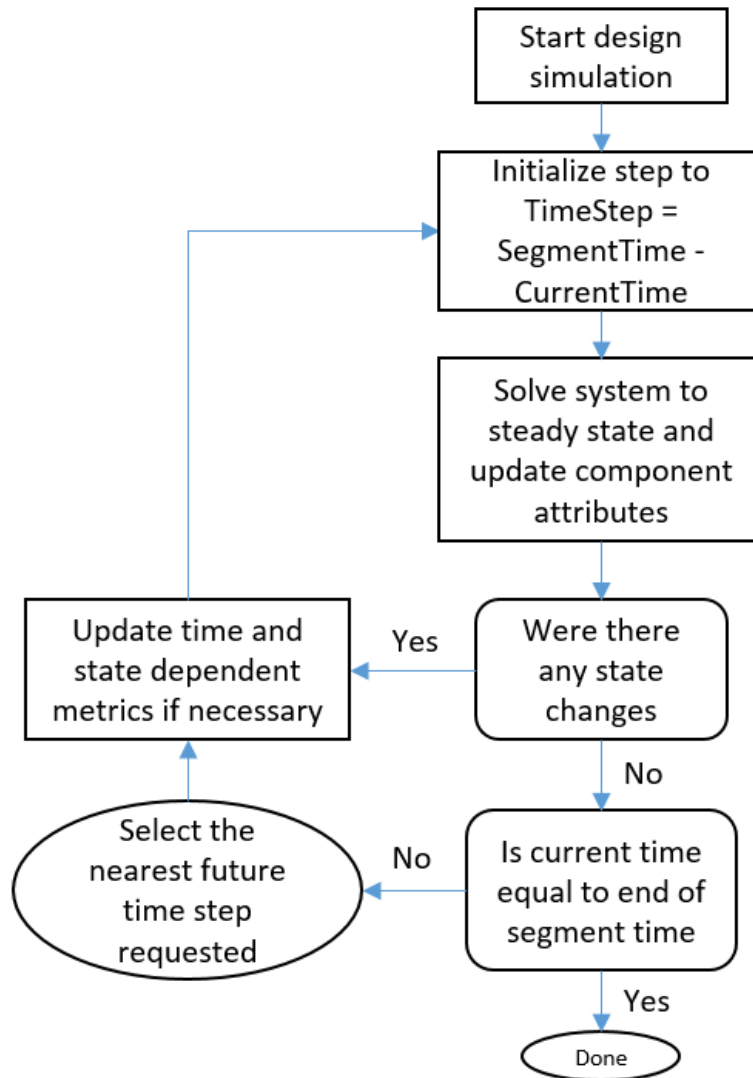 Start design
simulation
Initialize step to
TimeStep =
SegmentTime -
CurrentTime
Solve system to
steady state and
update component
attributes
Were there
any state
changes
Yes
Update time and
state dependent
metrics if necessary
No
Is current time
equal to end of
segment time
No
Select the
nearest future
time step
requested
Yes
Done